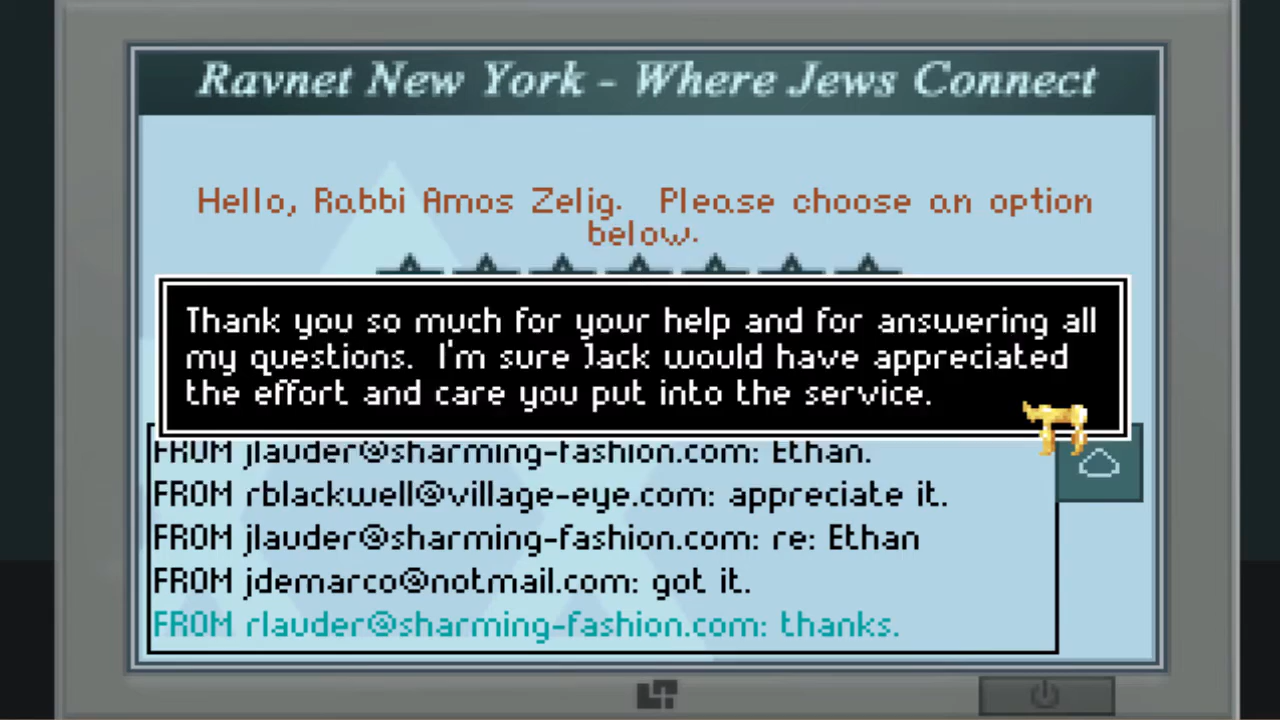 Ravnet New York - Where Jews Connect
Hello, Rabbi Amos Zelig. Please choose an option
below.
Thank you so much for your help and for answering all
my questions. I'm sure Jack would have appreciated
the effort and care you put into the service.
FROM jlauder@sharming-fashion.com: Ethan.
FROM rblackwell@village-eye.com: appreciate it.
FROM jlauder@sharming-fashion.com: re: Ethan
FROM jdemarco@notmail.com: got it.
FROM rlauder@sharming-fashion.com: thanks.